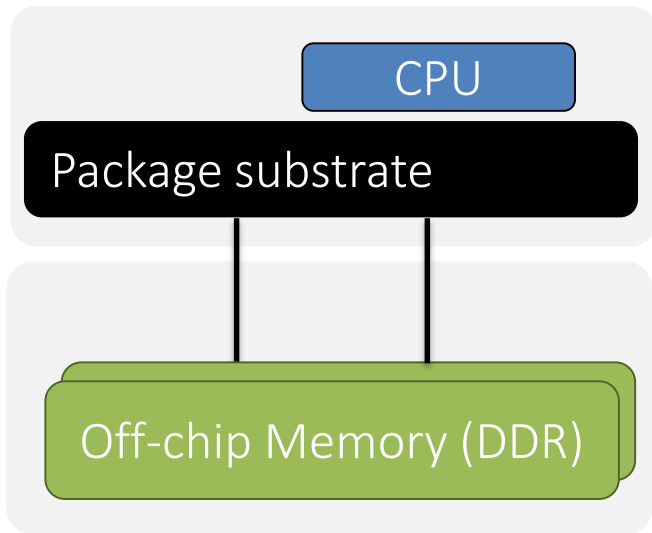 CPU
Package substrate
Off-chip Memory (DDR)